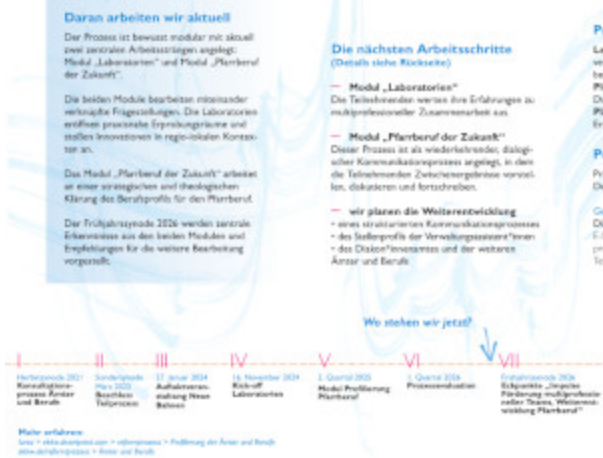 Daran arbeiten wir aktuell
Der Prozess ist bewusst modular mit aktuell
zwei zentralen Arbeitssträngen angelegt:
Modul „Laboratorien“ und Modul „Pfarrberuf
der Zukunft“.
Die beiden Module bearbeiten miteinander
verknüpfte Fragestellungen. Die Laboratorien
eröffnen praxisnahe Erprobungsräume und
stoßen Innovationen in regio-lokalen Kontex-
ten an.
Das Modul „Pfarrberuf der Zukunft“ arbeitet
an einer strategischen und theologischen
Klärung des Berufsprofils für den Pfarrberuf.
Der Frühjahrssynode 2026 werden zentrale
Erkenntnisse aus den beiden Modulen und
Empfehlungen für die weitere Bearbeitung
vorgestellt.
Die nächsten Arbeitsschritte
(Details siehe Rückseite)
— Modul „Laboratorien“
Die Teilnehmenden werten ihre Erfahrungen zu
multiprofessioneller Zusammenarbeit aus.
— Modul „Pfarrberuf der Zukunft“
Dieser Prozess ist als wiederkehrender, dialogi-
scher Kommunikationsprozess angelegt, in dem
die Teilnehmenden Zwischenergebnisse vorstel-
len, diskutieren und fortschreiben.
— wir planen die Weiterentwicklung
• eines strukturierten Kommunikationsprozesses
• des Stellenprofils der Verwaltungsassistent*innen
• des Diakon*innenamtes und der weiteren
Ämter und Berufe
Wo stehen wir jetzt?
I
II
III
IV
V
VI
VII
Herbstsynode 2021
Konsultations-
prozess Ämter
und Berufe
März 2023
Beschluss
Teilprozess
27. Januar 2024
Auftaktveran-
staltung Neue
Bahnen
16. November 2024
Kick-off
Laboratorien
2. Quartal 2025
Modul Profilierung
Pfarrberuf
1. Quartal 2026
Prozessevaluation
Frühjahrssynode 2026
Eckpunkte „Impulse
Förderung multiprofessio-
neller Teams, Weiterent-
wicklung Pfarrberuf“
Mehr erfahren: